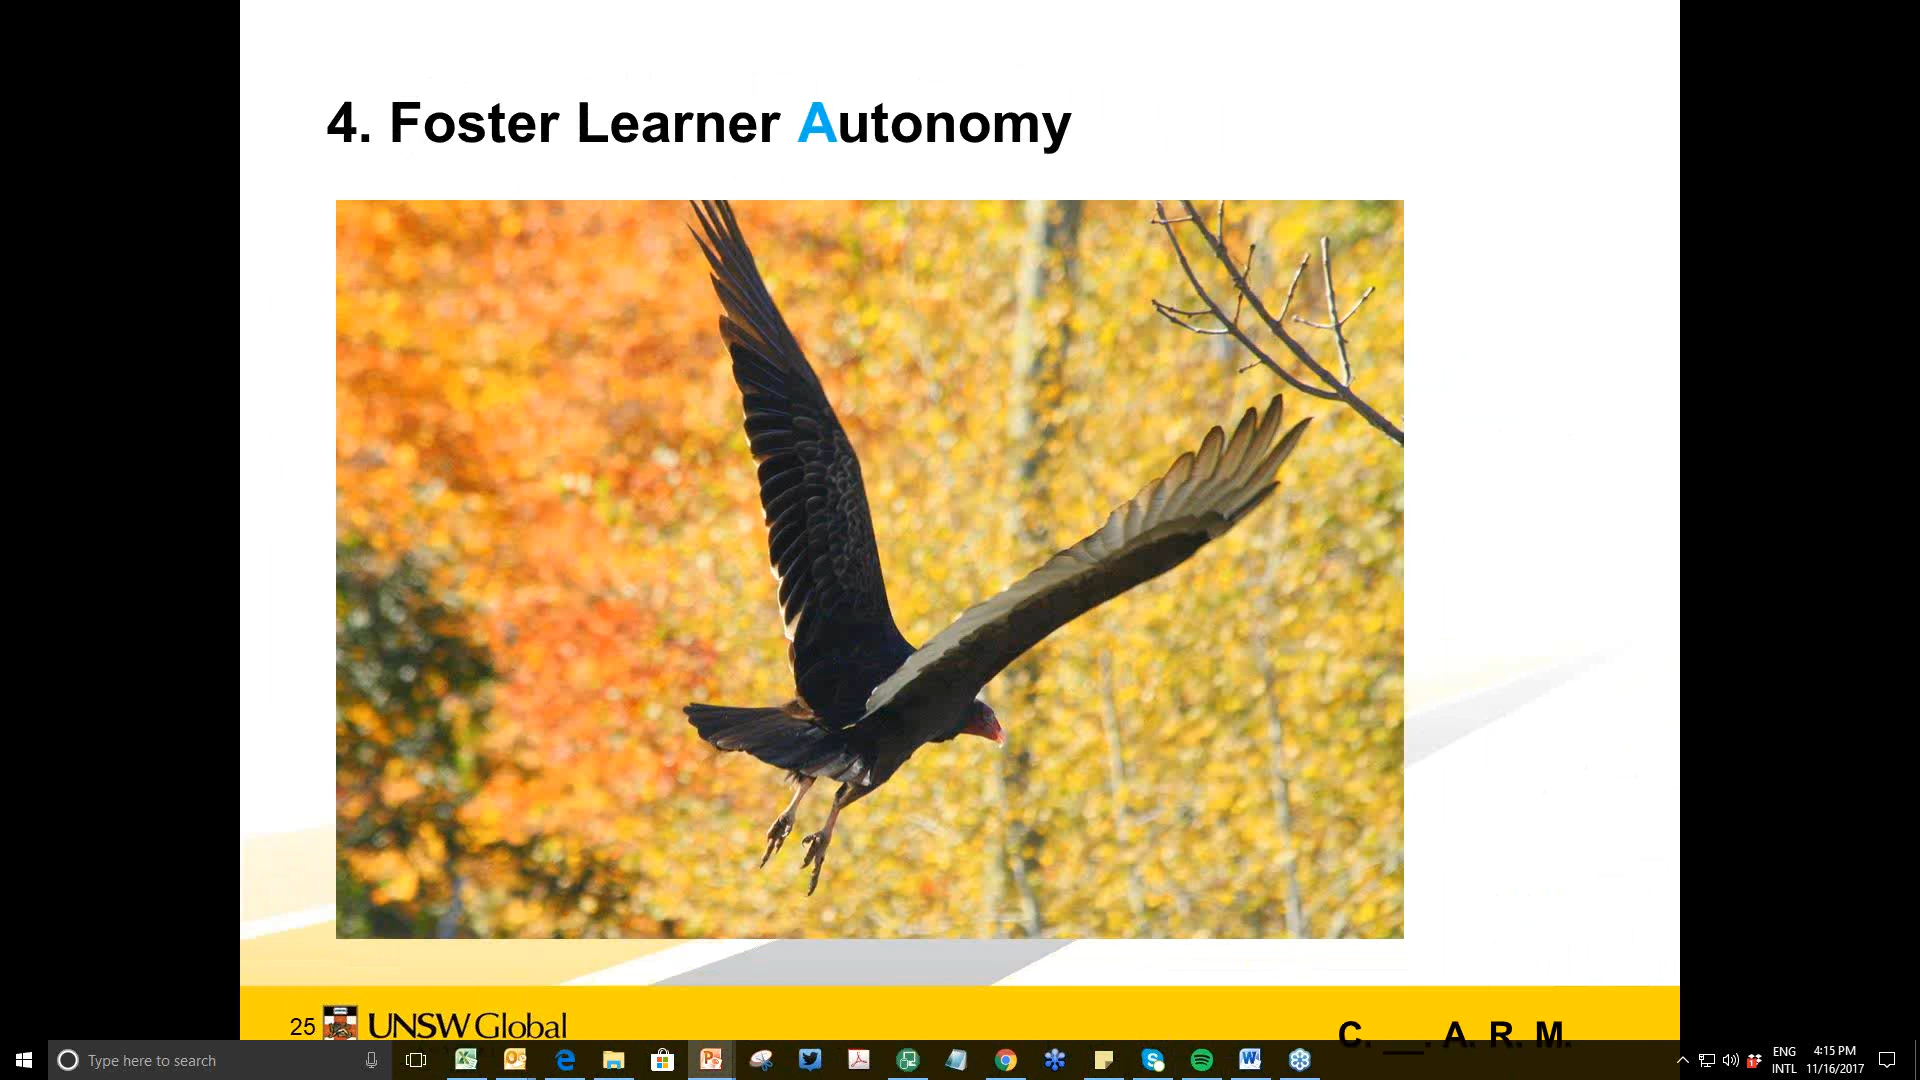 4. Foster Learner Autonomy
25
UNSW Global
C. __. A. R. M.
Type here to search
ENG
INTL
4:15 PM
11/16/2017